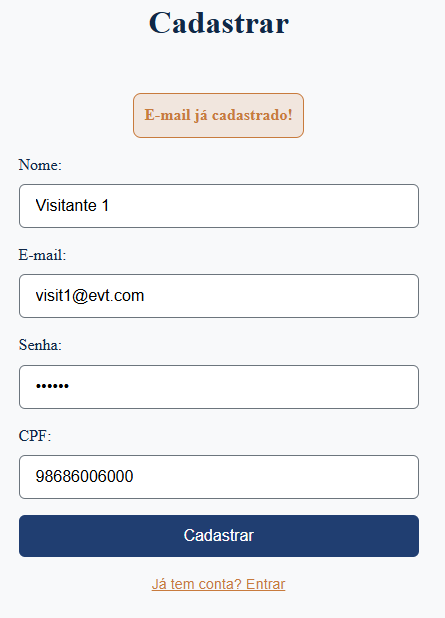 Cadastrar
E-mail já cadastrado!
Nome:
Visitante 1
E-mail:
visit1@evt.com
Senha:
••••••
CPF:
98686006000
Cadastrar
Já tem conta? Entrar